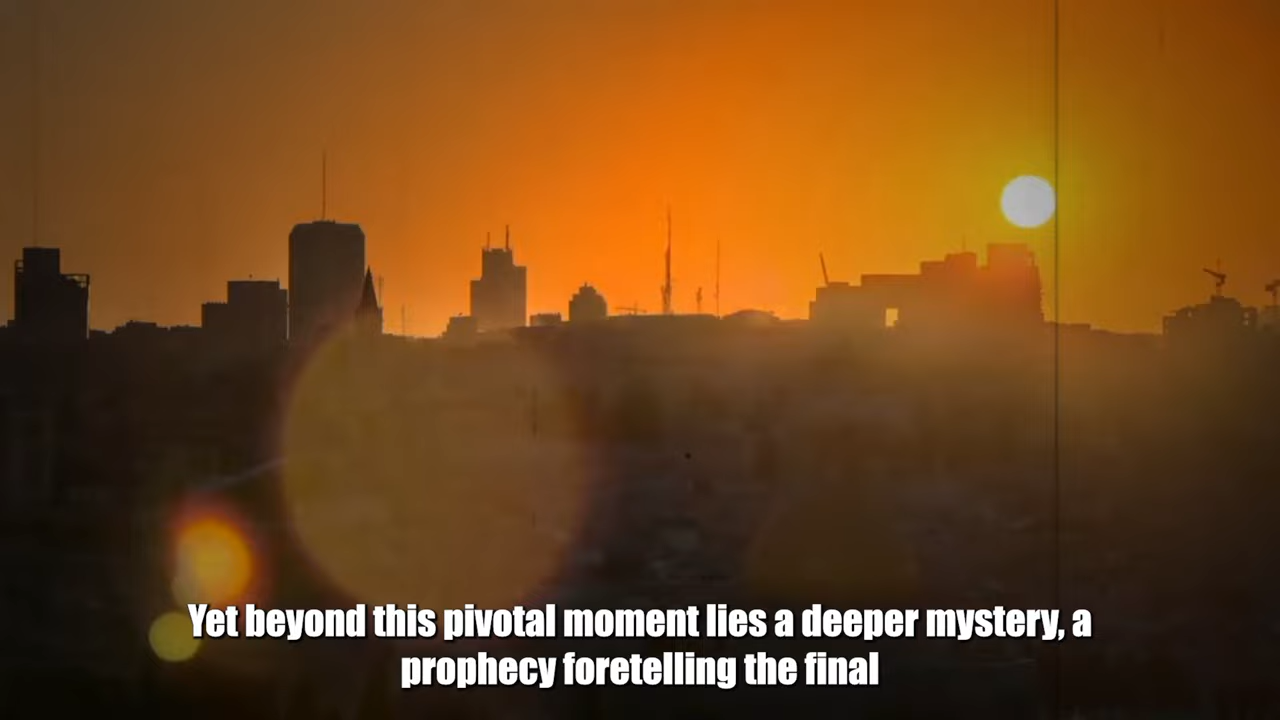 Yet beyond this pivotal moment lies a deeper mystery, a
prophecy foretelling the final